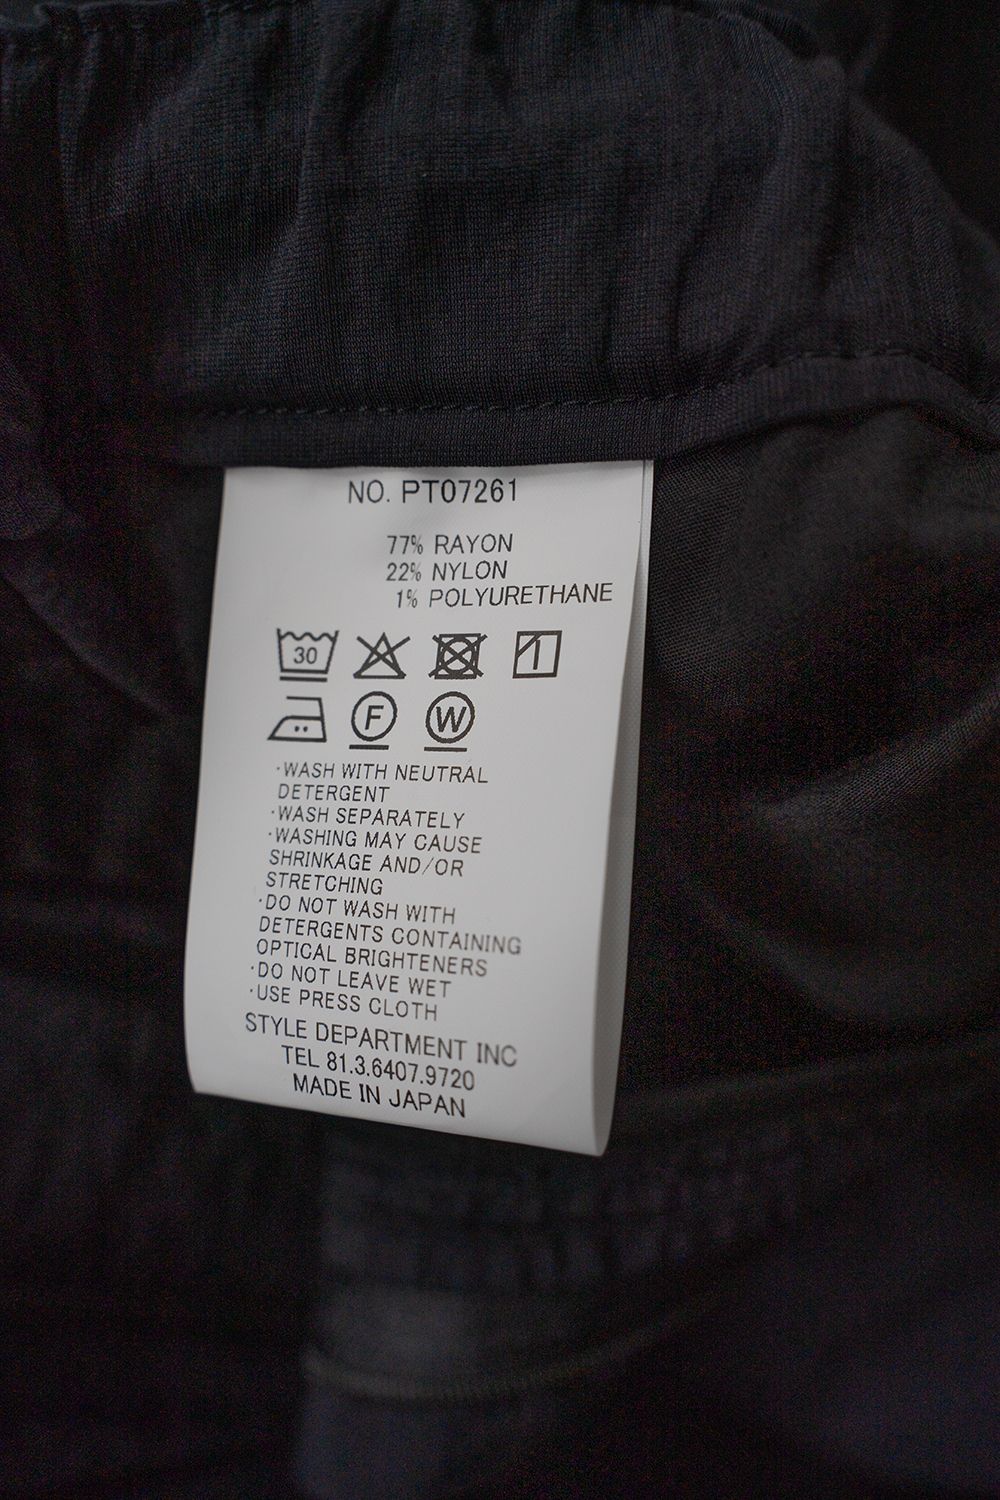 NO. PT07261
77% RAYON
22% NYLON
1% POLYURETHANE
30
F W
·WASH WITH NEUTRAL
DETERGENT
·WASH SEPARATELY
·WASHING MAY CAUSE
SHRINKAGE AND/OR
STRETCHING
·DO NOT WASH WITH
DETERGENTS CONTAINING
OPTICAL BRIGHTENERS
·DO NOT LEAVE WET
·USE PRESS CLOTH
STYLE DEPARTMENT INC
TEL 81.3.6407.9720
MADE IN JAPAN